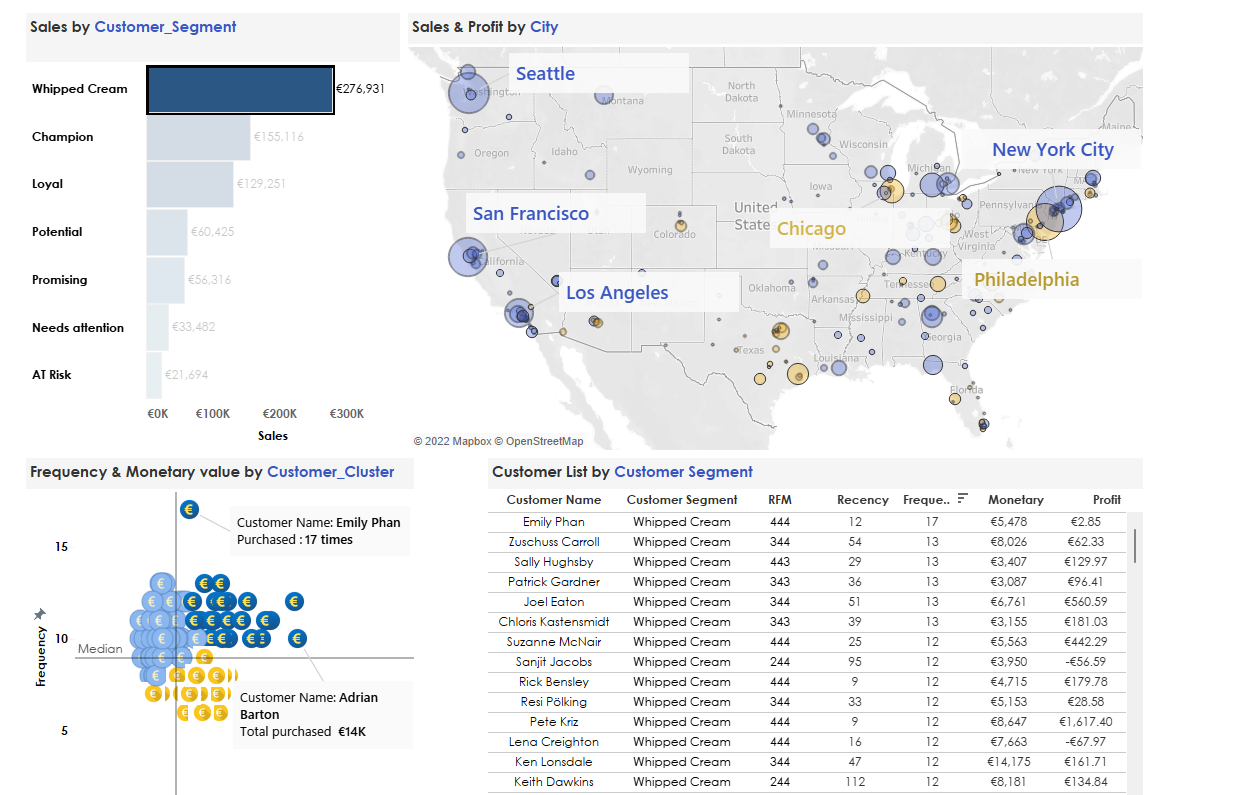 Sales by Customer_Segment
Whipped Cream €276,931
Champion €155,116
Loyal €129,251
Potential €60,425
Promising €56,316
Needs attention €33,482
AT Risk €21,694
€0K €100K €200K €300K
Sales
Sales & Profit by City
Seattle
Washington
Montana
North
Dakota
Minnesota
Maine
Oregon
Idaho
South
Dakota
Wisconsin
Michigan
New York City
New York
Wyoming
Iowa
San Francisco
United
States
Chicago
Pennsylvania
Colorado
West
Virginia
California
Kentucky
Philadelphia
Los Angeles
Oklahoma
Arkansas
Tennessee
Mississippi
Georgia
Texas
Louisiana
Florida
© 2022 Mapbox © OpenStreetMap
Frequency & Monetary value by Customer_Cluster
Customer Name: Emily Phan
Purchased : 17 times
15
10
5
Frequency
Median
Customer Name: Adrian
Barton
Total purchased €14K
Customer List by Customer Segment
Customer Name Customer Segment RFM Recency Freque.. Monetary Profit
Emily Phan Whipped Cream 444 12 17 €5,478 €2.85
Zuschuss Carroll Whipped Cream 344 54 13 €8,026 €62.33
Sally Hughsby Whipped Cream 443 29 13 €3,407 €129.97
Patrick Gardner Whipped Cream 343 36 13 €3,087 €96.41
Joel Eaton Whipped Cream 344 51 13 €6,761 €560.59
Chloris Kastensmidt Whipped Cream 343 39 13 €3,155 €181.03
Suzanne McNair Whipped Cream 444 25 12 €5,563 €442.29
Sanjit Jacobs Whipped Cream 244 95 12 €3,950 -€56.59
Rick Bensley Whipped Cream 444 9 12 €4,715 €179.78
Resi Pölking Whipped Cream 344 33 12 €5,153 €28.58
Pete Kriz Whipped Cream 444 9 12 €8,647 €1,617.40
Lena Creighton Whipped Cream 444 16 12 €7,663 -€67.97
Ken Lonsdale Whipped Cream 344 47 12 €14,175 €161.71
Keith Dawkins Whipped Cream 244 112 12 €8,181 €134.84